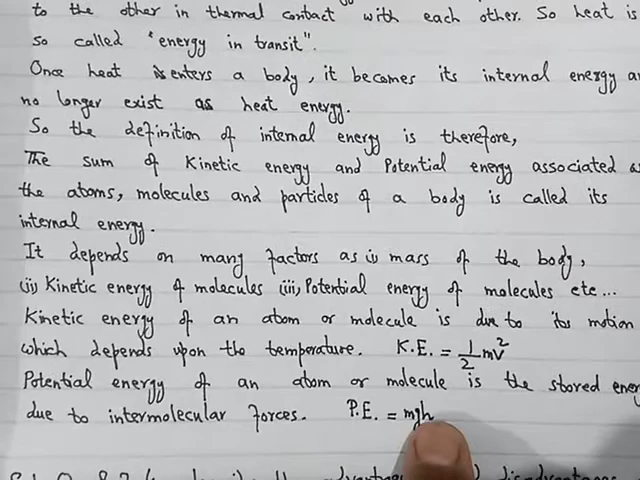 to the other in thermal contact with each other. So heat is
so called "energy in transit".
Once heat is enters a body, it becomes its internal energy an
no longer exist as heat energy.
So the definition of internal energy is therefore,
The sum of Kinetic energy and Potential energy associated
the atoms, molecules and particles of a body is called its
internal energy.
It depends on many factors as (i) mass of the body,
(ii) Kinetic energy of molecules (iii) Potential energy of molecules etc...
Kinetic energy of an atom or molecule is due to its motion
which depends upon the temperature. K.E. = 1/2 mv²
Potential energy of an atom or molecule is the stored energy
due to intermolecular forces. P.E. = mgh